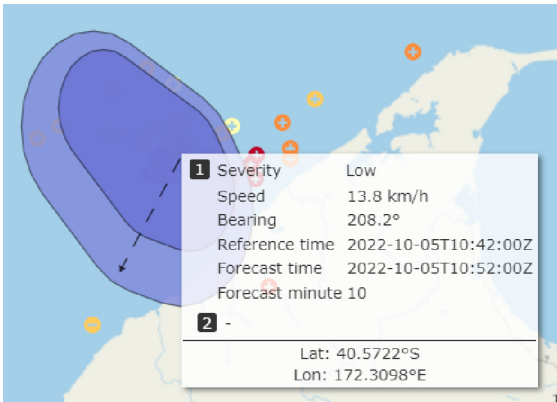 1 Severity Low
Speed 13.8 km/h
Bearing 208.2°
Reference time 2022-10-05T10:42:00Z
Forecast time 2022-10-05T10:52:00Z
Forecast minute 10
2 -
Lat: 40.5722°S
Lon: 172.3098°E